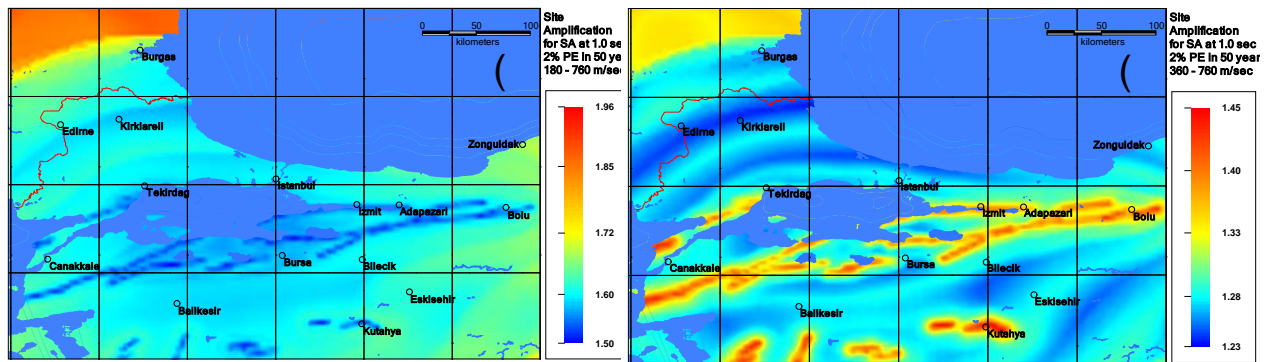 Site
Amplification
for SA at 1.0 sec
2% PE in 50 ye
180 - 760 m/sec
0 50 100
kilometers
Burgas
Edirne
Kirklareli
Zonguldak
Tekirdag
Istanbul
Izmit
Adapazari
Bolu
Canakkale
Bursa
Bilecik
Eskisehir
Balikesir
Kutahya
1.96
1.85
1.72
1.60
1.50
Site
Amplification
for SA at 1.0 sec
2% PE in 50 year
360 - 760 m/sec
0 50 100
kilometers
(
Burgas
Edirne
Kirklareli
Zonguldak
Tekirdag
Istanbul
Izmit
Adapazari
Bolu
Canakkale
Bursa
Bilecik
Eskisehir
Balikesir
Kutahya
1.45
1.40
1.33
1.28
1.23